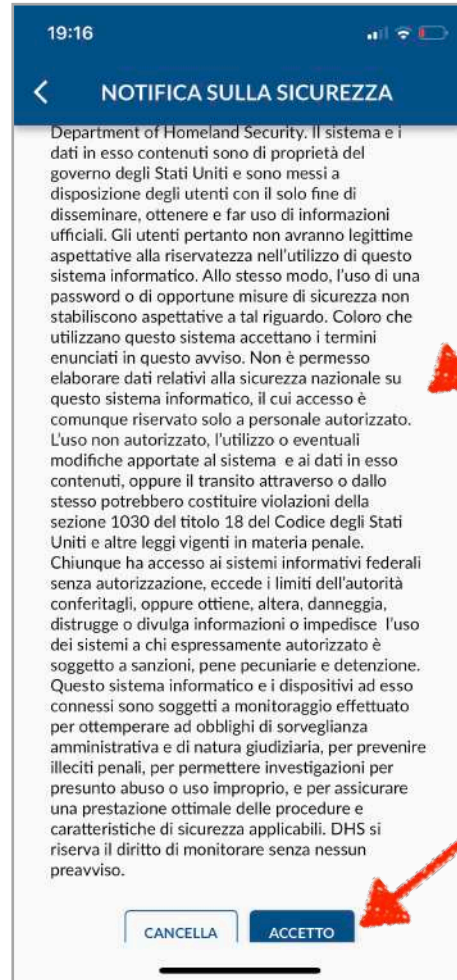 19:16
NOTIFICA SULLA SICUREZZA
Department of Homeland Security. Il sistema e i
dati in esso contenuti sono di proprietà del
governo degli Stati Uniti e sono messi a
disposizione degli utenti con il solo fine di
disseminare, ottenere e far uso di informazioni
ufficiali. Gli utenti pertanto non avranno legittime
aspettative alla riservatezza nell'utilizzo di questo
sistema informatico. Allo stesso modo, l'uso di una
password o di opportune misure di sicurezza non
stabiliscono aspettative a tal riguardo. Coloro che
utilizzano questo sistema accettano i termini
enunciati in questo avviso. Non è permesso
elaborare dati relativi alla sicurezza nazionale su
questo sistema informatico, il cui accesso è
comunque riservato solo a personale autorizzato.
L'uso non autorizzato, l'utilizzo o eventuali
modifiche apportate al sistema e ai dati in esso
contenuti, oppure il transito attraverso o dallo
stesso potrebbero costituire violazioni della
sezione 1030 del titolo 18 del Codice degli Stati
Uniti e altre leggi vigenti in materia penale.
Chiunque ha accesso ai sistemi informativi federali
senza autorizzazione, eccede i limiti dell'autorità
conferitagli, oppure ottiene, altera, danneggia,
distrugge o divulga informazioni o impedisce l'uso
dei sistemi a chi espressamente autorizzato è
soggetto a sanzioni, pene pecuniarie e detenzione.
Questo sistema informatico e i dispositivi ad esso
connessi sono soggetti a monitoraggio effettuato
per ottemperare ad obblighi di sorveglianza
amministrativa e di natura giudiziaria, per prevenire
illeciti penali, per permettere investigazioni per
presunto abuso o uso improprio, e per assicurare
una prestazione ottimale delle procedure e
caratteristiche di sicurezza applicabili. DHS si
riserva il diritto di monitorare senza nessun
preavviso.
CANCELLA
ACCETTO